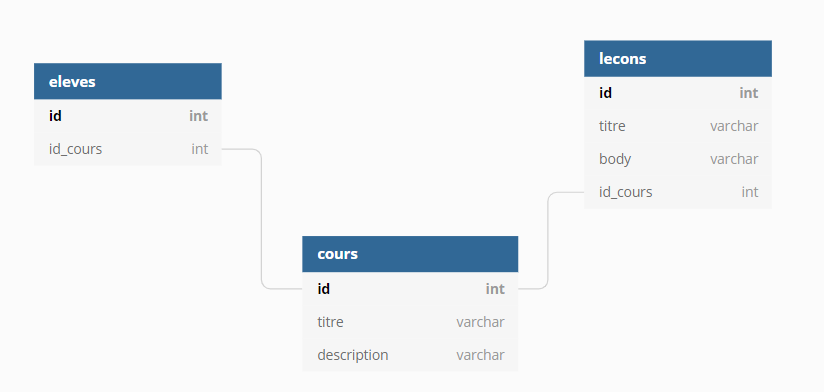 eleves
id int
id_cours int
lecons
id int
titre varchar
body varchar
id_cours int
cours
id int
titre varchar
description varchar